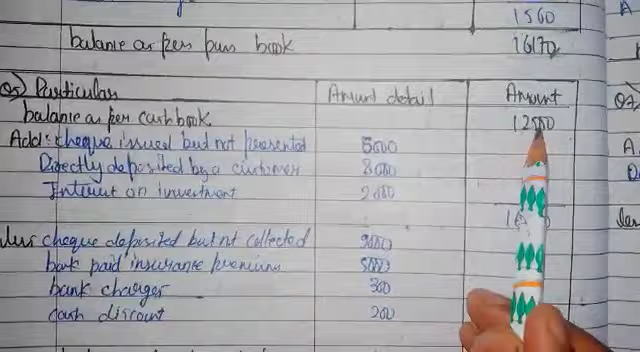 1560
balance as per pass book 16170
Q5) Particulars Amount detail Amount
balance as per cash book 12500
Add: cheque issued but not presented 5000
Directly deposited by a customer 8000
Interest on investment 2000
Less cheque deposited but nt collected 9000
bank paid insurance premium 5000
bank charges 300
cash discount 200